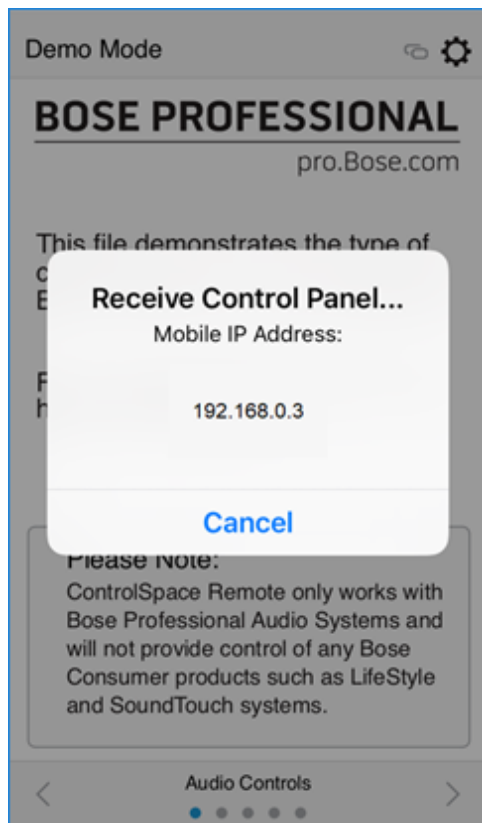 Demo Mode
BOSE PROFESSIONAL
pro.Bose.com
This file demonstrates the type of
Receive Control Panel...
Mobile IP Address:
192.168.0.3
Cancel
Please Note:
ControlSpace Remote only works with
Bose Professional Audio Systems and
will not provide control of any Bose
Consumer products such as LifeStyle
and SoundTouch systems.
Audio Controls